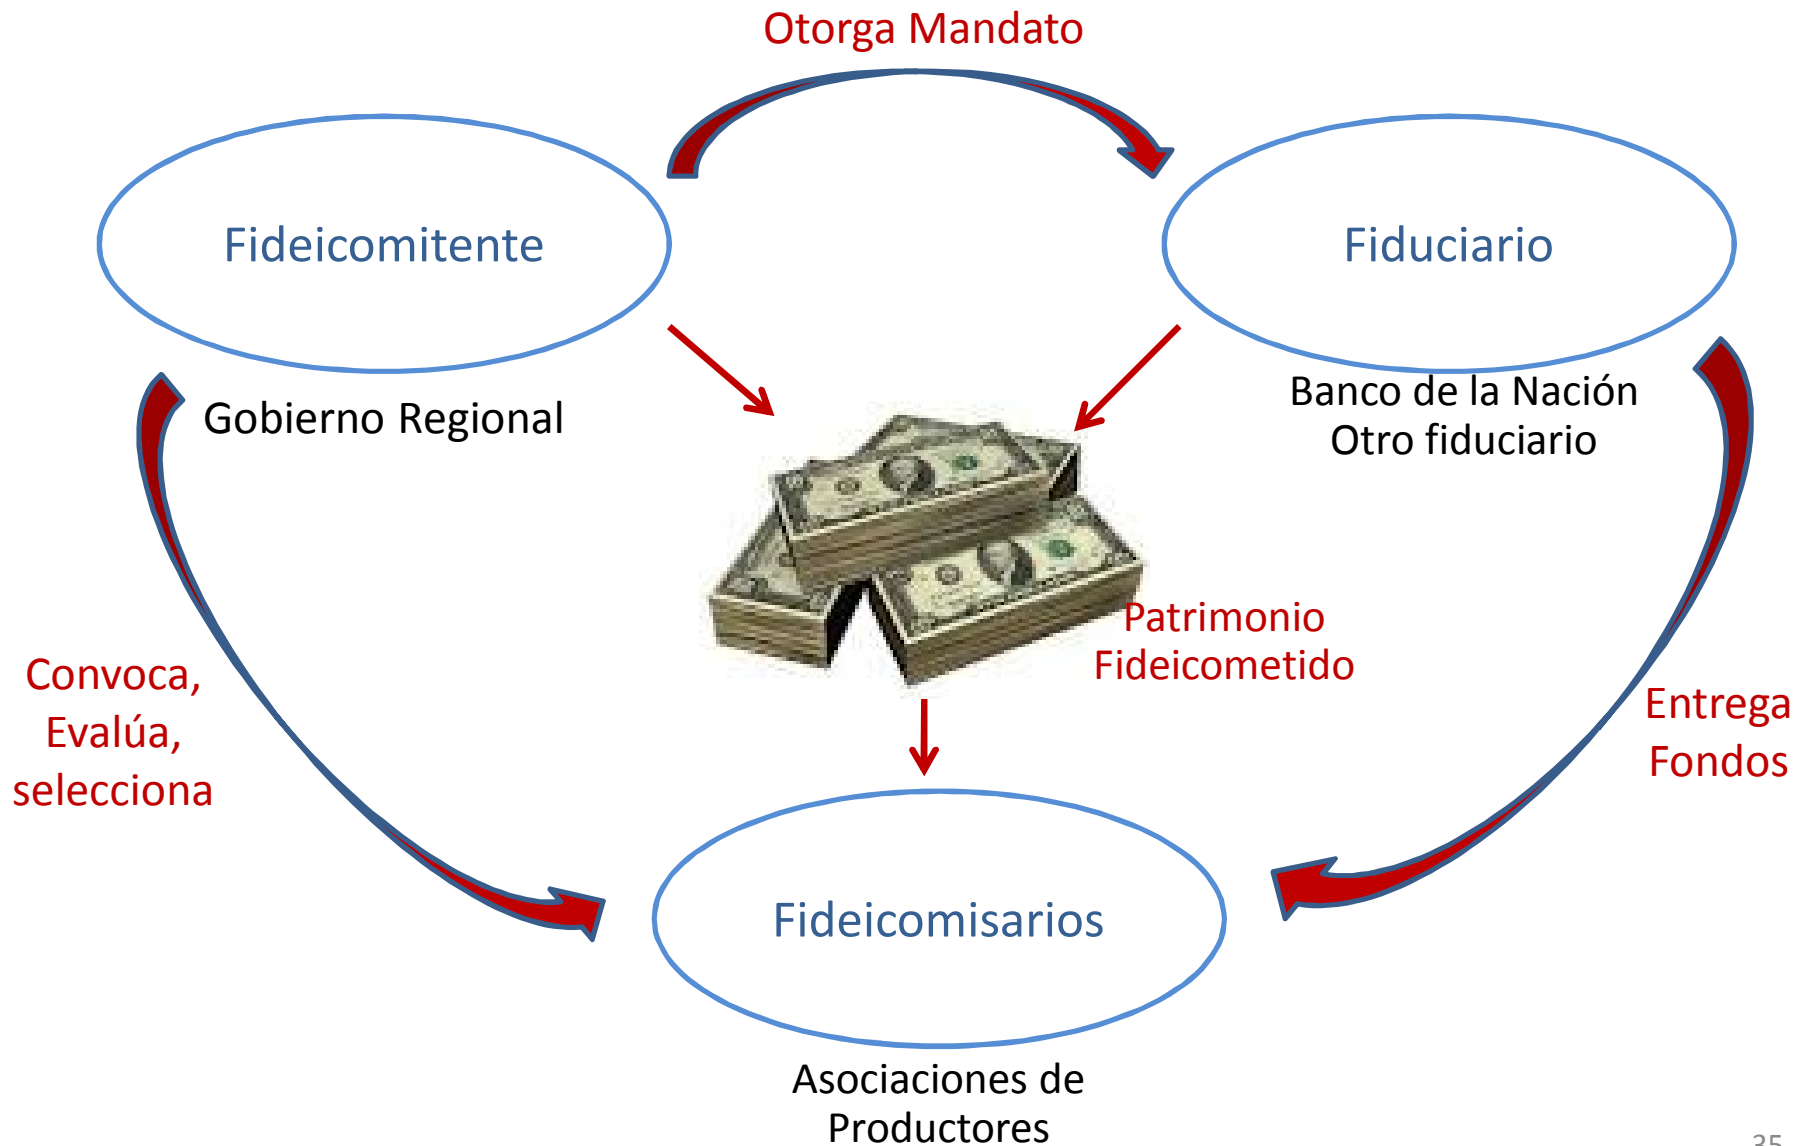 Otorga Mandato
Fideicomitente
Fiduciario
Gobierno Regional
Banco de la Nación
Otro fiduciario
Patrimonio
Fideicometido
Convoca,
Evalúa,
selecciona
Entrega
Fondos
Fideicomisarios
Asociaciones de
Productores
35